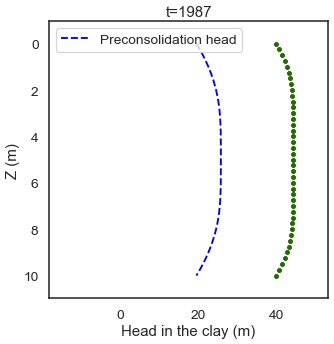 t=1987
Preconsolidation head
0
2
4
6
8
10
Z (m)
0 20 40
Head in the clay (m)